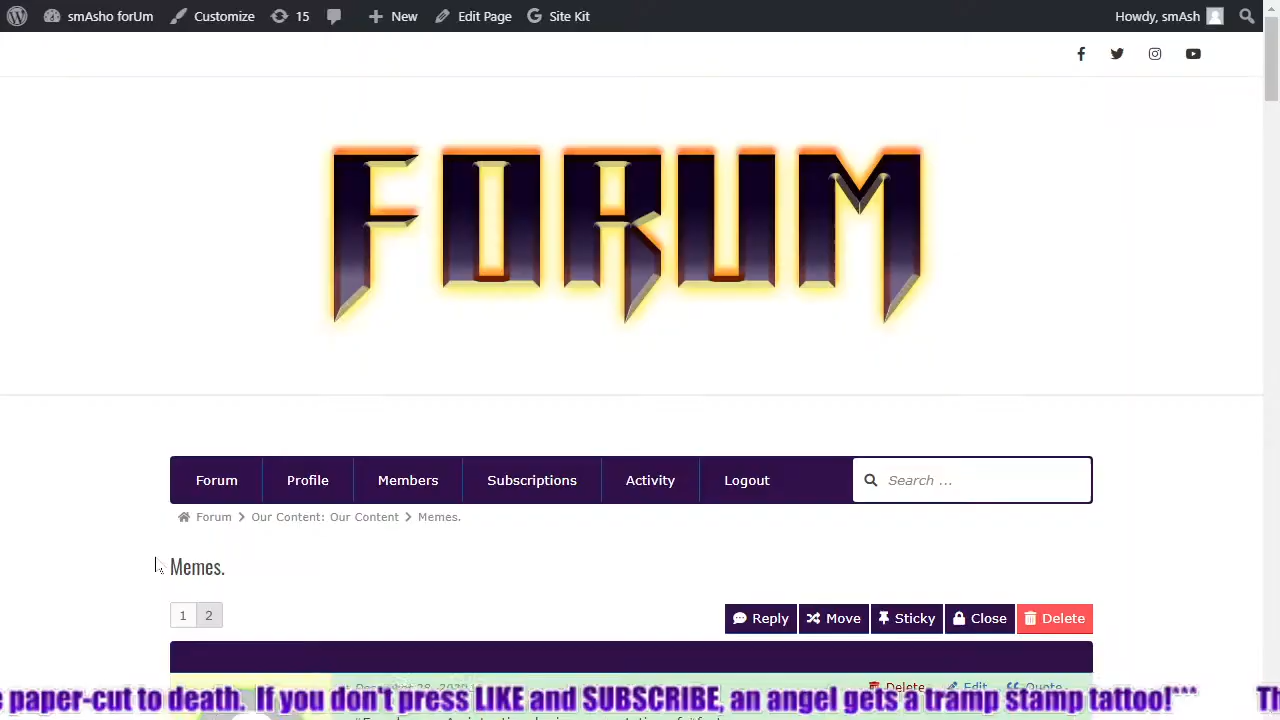 smAsho forUm Customize 15 New Edit Page Site Kit Howdy, smAsh
FORUM
Forum Profile Members Subscriptions Activity Logout Search ...
Forum Our Content: Our Content Memes.
Memes.
1 2 Reply Move Sticky Close Delete
Delete Edit Quote
paper-cut to death. If you don't press LIKE and SUBSCRIBE, an angel gets a tramp stamp tattoo!***